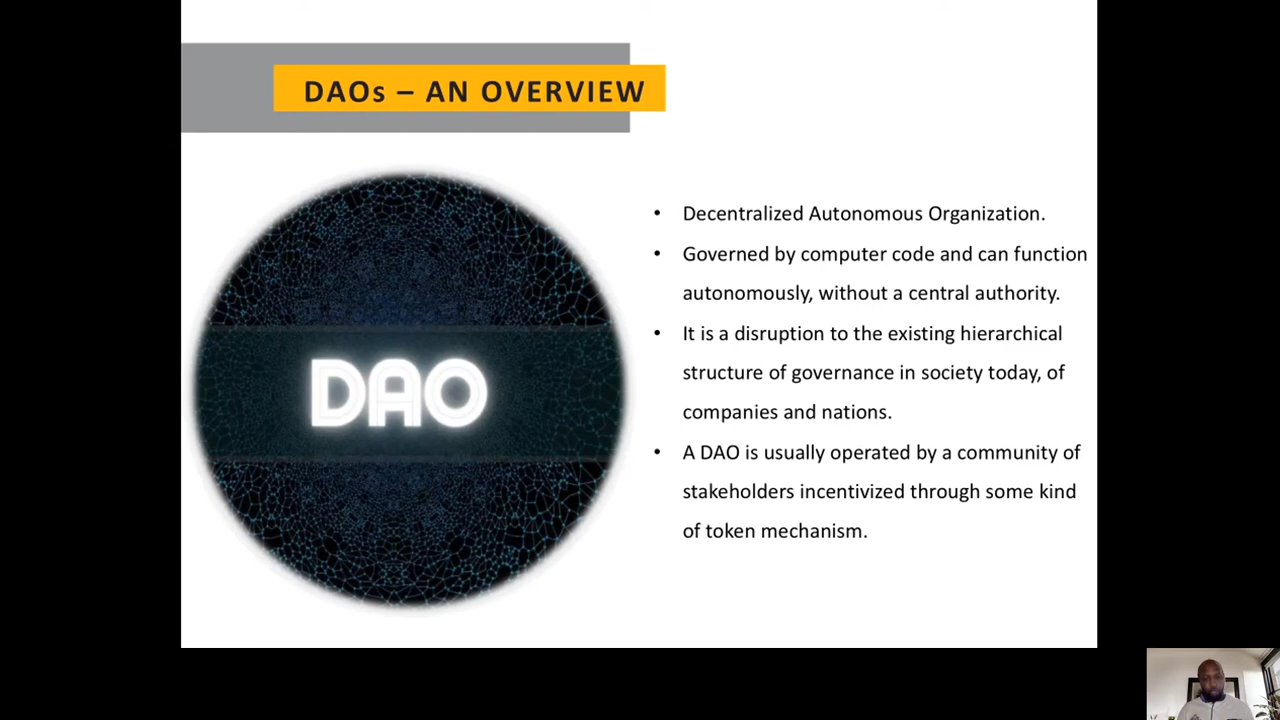 DAOs – AN OVERVIEW
DAO
• Decentralized Autonomous Organization.
• Governed by computer code and can function
autonomously, without a central authority.
• It is a disruption to the existing hierarchical
structure of governance in society today, of
companies and nations.
• A DAO is usually operated by a community of
stakeholders incentivized through some kind
of token mechanism.